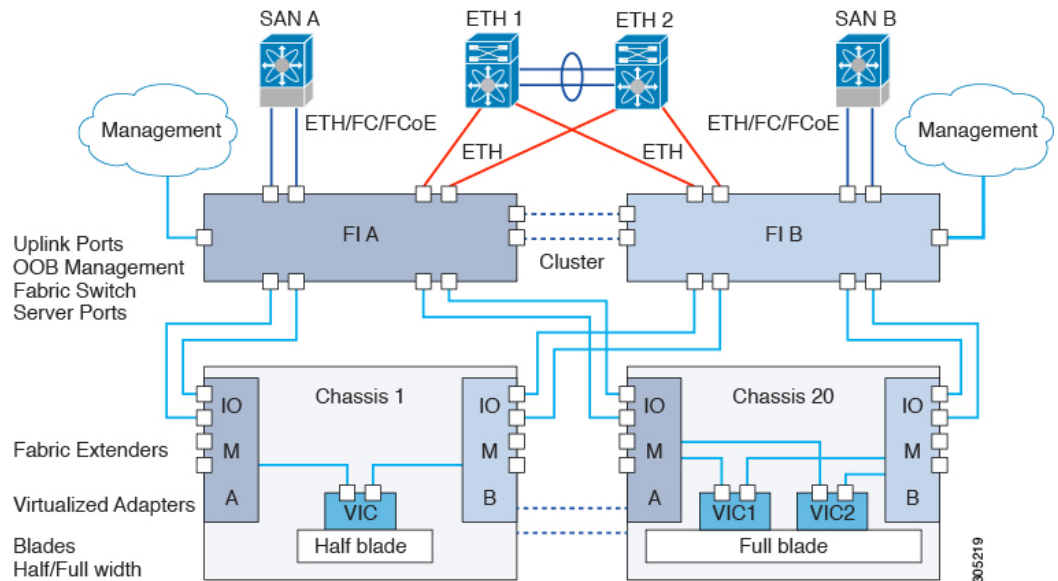 SAN A
ETH 1
ETH 2
SAN B
Management
ETH/FC/FCoE
ETH
ETH
ETH/FC/FCoE
Management
FI A
FI B
Cluster
Uplink Ports
OOB Management
Fabric Switch
Server Ports
Chassis 1
Chassis 20
IO
M
A
IO
M
B
IO
M
A
IO
M
B
Fabric Extenders
Virtualized Adapters
VIC
VIC1
VIC2
Half blade
Full blade
Blades
Half/Full width
305219